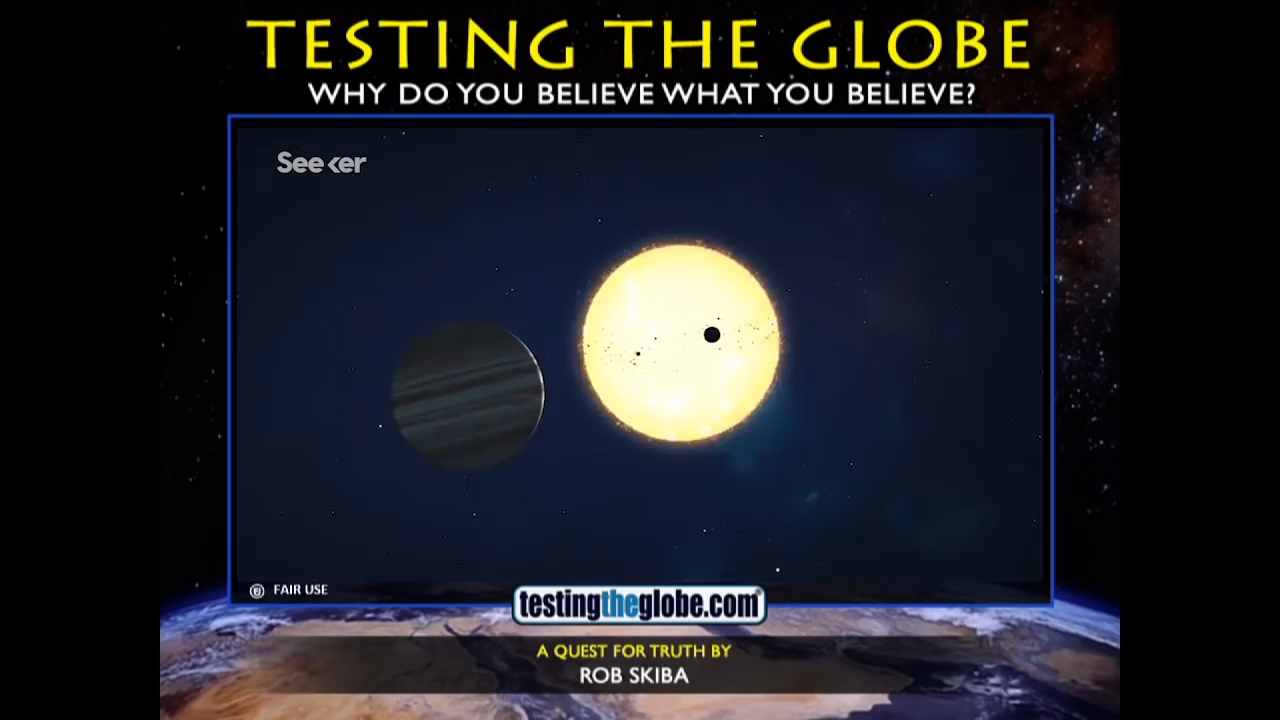 TESTING THE GLOBE
WHY DO YOU BELIEVE WHAT YOU BELIEVE?
Seeker
FAIR USE
testingtheglobe.com
A QUEST FOR TRUTH BY
ROB SKIBA